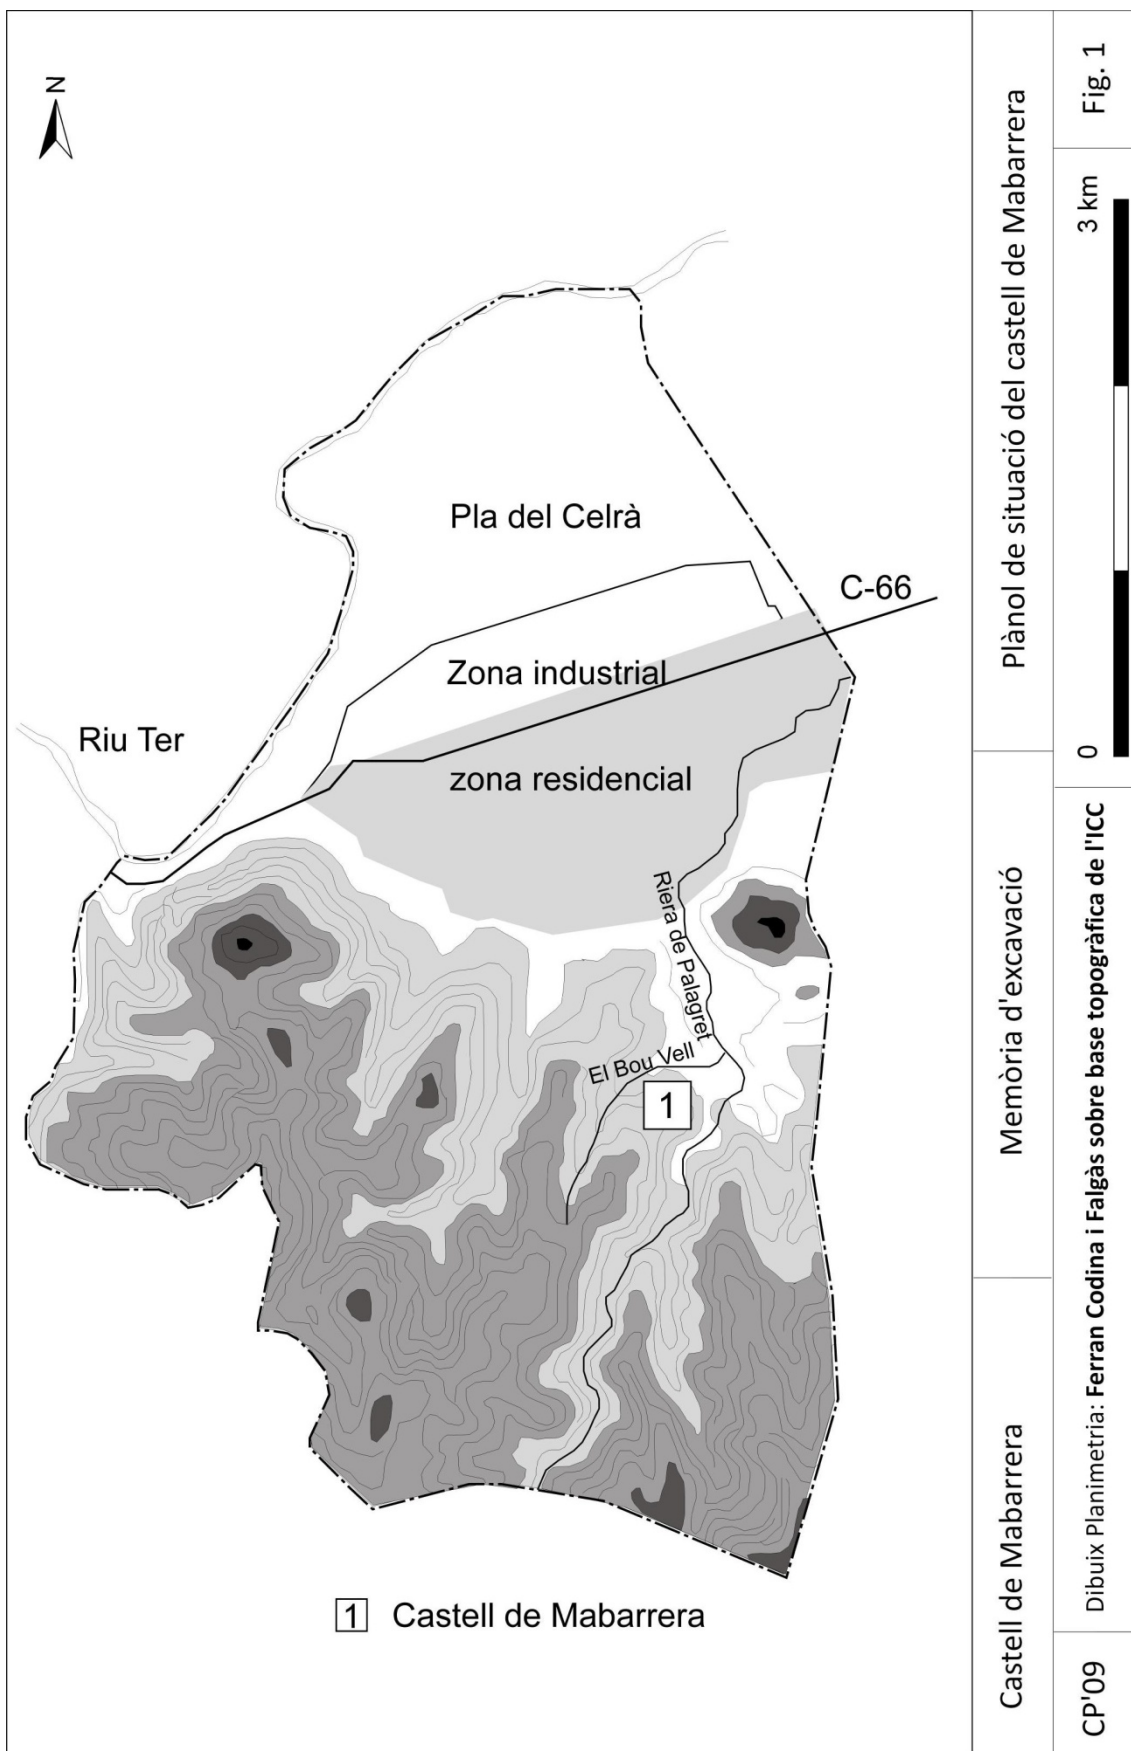 N
Pla del Celrà
C-66
Zona industrial
Riu Ter
zona residencial
Riera de Palagret
El Bou Vell
1
1 Castell de Mabarrera
Castell de Mabarrera
Memòria d'excavació
Plànol de situació del castell de Mabarrera
CP'09
Dibuix Planimetria: Ferran Codina i Falgàs sobre base topogràfica de l'ICC
0
3 km
Fig. 1